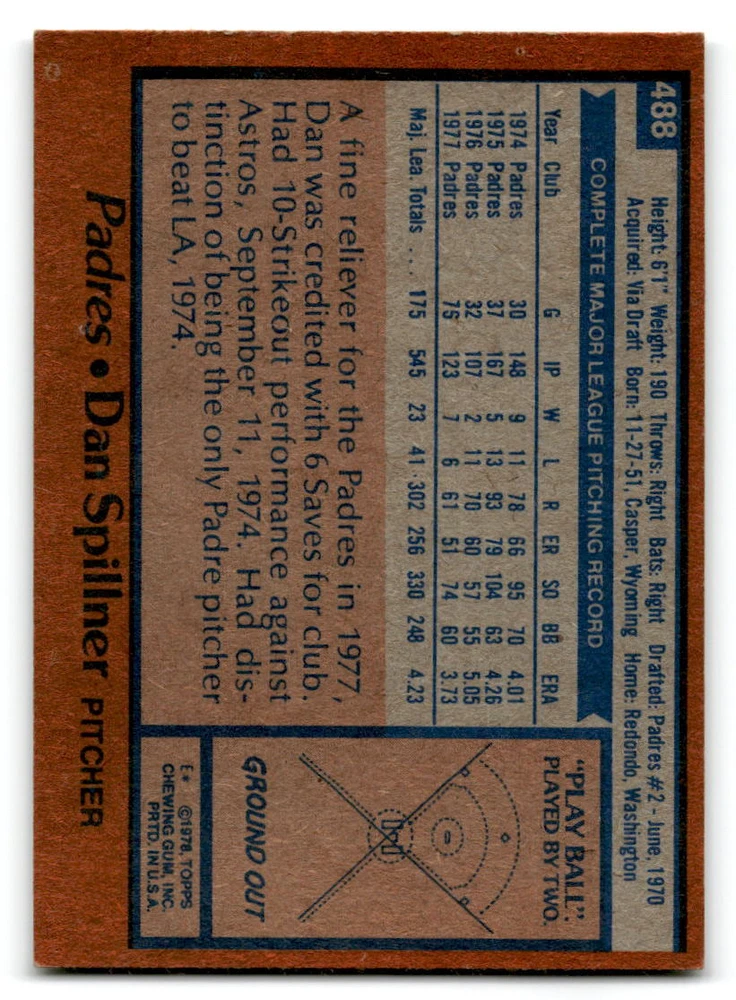 488
Height: 6'1" Weight: 190 Throws: Right Bats: Right Drafted: Padres #2 - June, 1970
Acquired: Via Draft Born: 11-27-51, Casper, Wyoming Home: Redondo, Washington
COMPLETE MAJOR LEAGUE PITCHING RECORD
Year Club G IP W L R ER SO BB ERA
1974 Padres 30 148 9 11 78 66 95 70 4.01
1975 Padres 37 167 5 13 93 79 104 63 4.26
1976 Padres 32 107 2 11 70 60 57 55 5.05
1977 Padres 76 123 7 6 61 51 74 60 3.73
Maj. Lea. Totals ... 175 545 23 41 302 256 330 248 4.23
A fine reliever for the Padres in 1977,
Dan was credited with 6 Saves for club.
Had 10-Strikeout performance against
Astros, September 11, 1974. Had dis-
tinction of being the only Padre pitcher
to beat LA, 1974.
"PLAY BALL":
PLAYED BY TWO.
GROUND OUT
E* ©1978 TOPPS
CHEWING GUM, INC.
PRTD. IN U.S.A.
Padres • Dan Spillner PITCHER